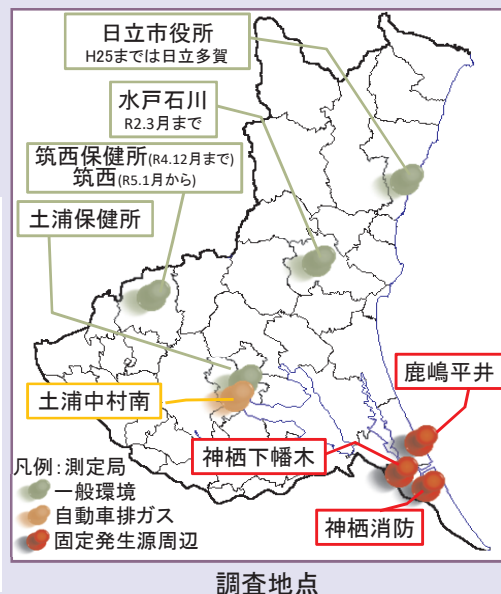 日立市役所
H25までは日立多賀
水戸石川
R2.3月まで
筑西保健所(R4.12月まで)
筑西(R5.1月から)
土浦保健所
土浦中村南
鹿嶋平井
神栖下幡木
神栖消防
凡例:測定局
一般環境
自動車排ガス
固定発生源周辺
調査地点